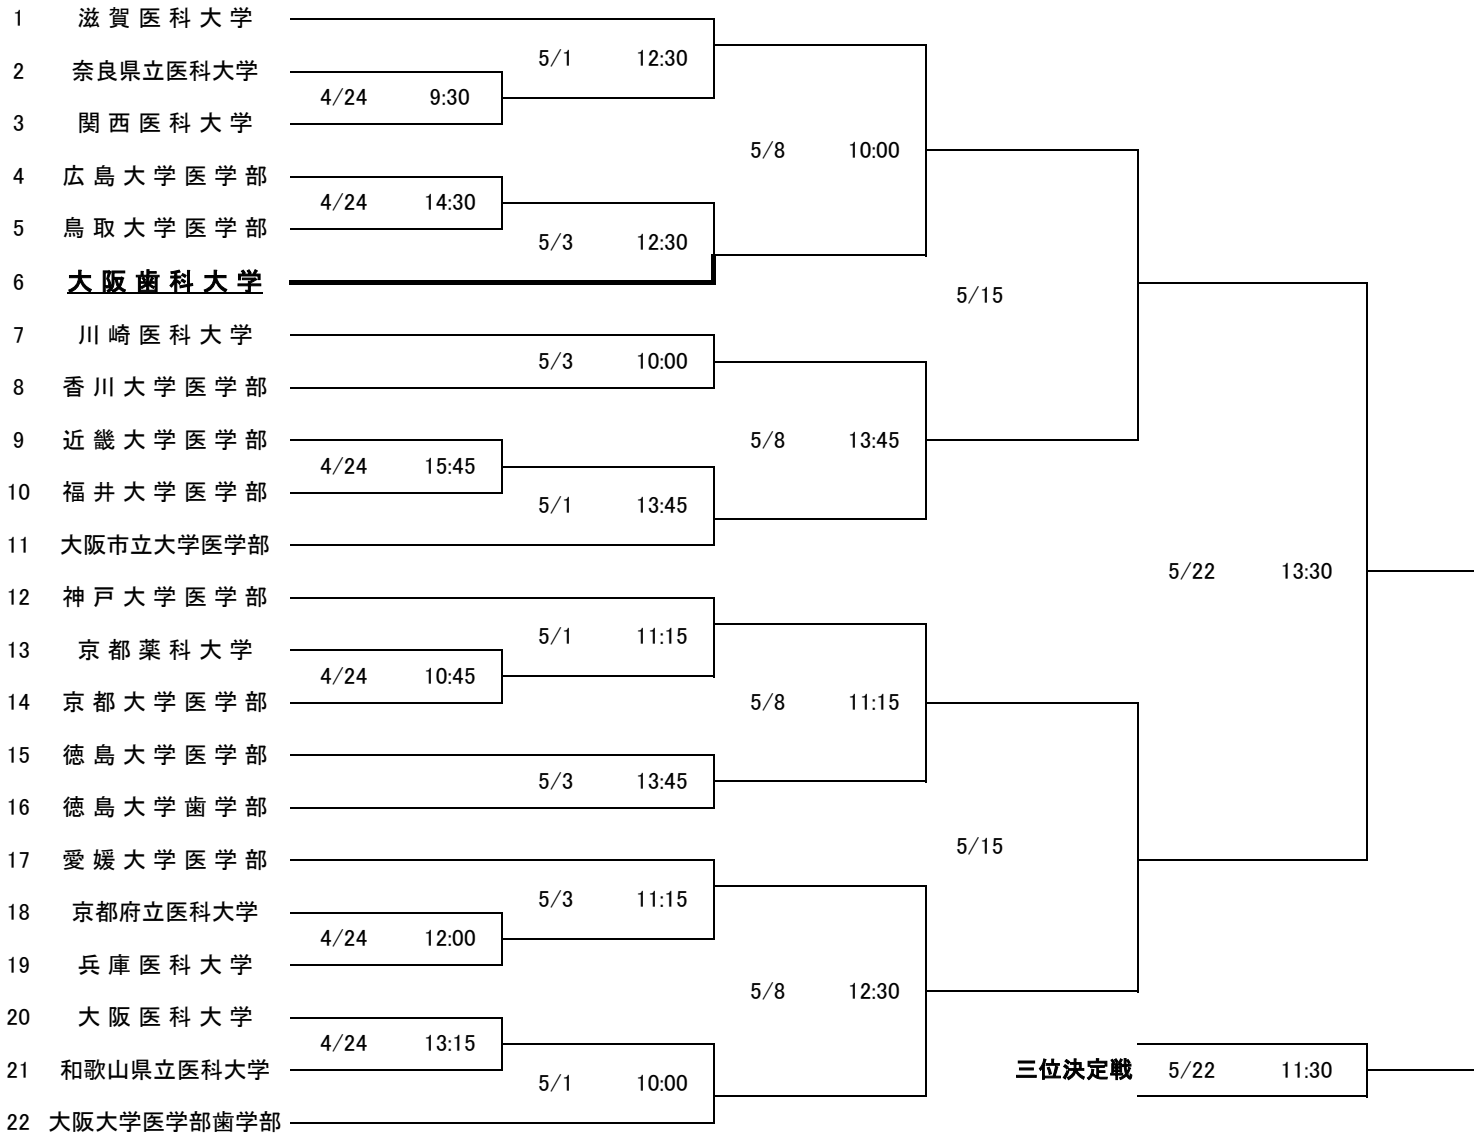 1 滋賀医科大学
5/1 12:30
2 奈良県立医科大学
4/24 9:30
3 関西医科大学
5/8 10:00
4 広島大学医学部
4/24 14:30
5 鳥取大学医学部
5/3 12:30
6 大阪歯科大学
5/15
7 川崎医科大学
5/3 10:00
8 香川大学医学部
9 近畿大学医学部
5/8 13:45
4/24 15:45
10 福井大学医学部
5/1 13:45
11 大阪市立大学医学部
5/22 13:30
12 神戸大学医学部
5/1 11:15
13 京都薬科大学
4/24 10:45
14 京都大学医学部
5/8 11:15
15 徳島大学医学部
5/3 13:45
16 徳島大学歯学部
5/15
17 愛媛大学医学部
5/3 11:15
18 京都府立医科大学
4/24 12:00
19 兵庫医科大学
5/8 12:30
20 大阪医科大学
4/24 13:15
21 和歌山県立医科大学
三位決定戦 5/22 11:30
5/1 10:00
22 大阪大学医学部歯学部